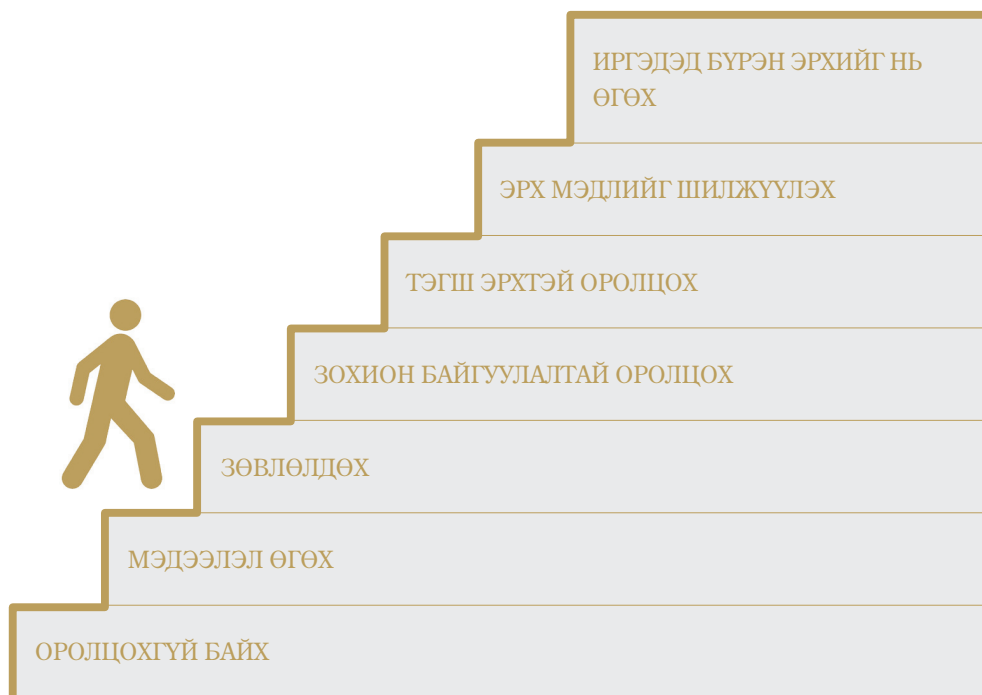 ИРГЭДЭД БҮРЭН ЭРХИЙГ НЬ
ӨГӨХ
ЭРХ МЭДЛИЙГ ШИЛЖҮҮЛЭХ
ТЭГШ ЭРХТЭЙ ОРОЛЦОХ
ЗОХИОН БАЙГУУЛАЛТАЙ ОРОЛЦОХ
ЗӨВЛӨЛДӨХ
МЭДЭЭЛЭЛ ӨГӨХ
ОРОЛЦОХГҮЙ БАЙХ